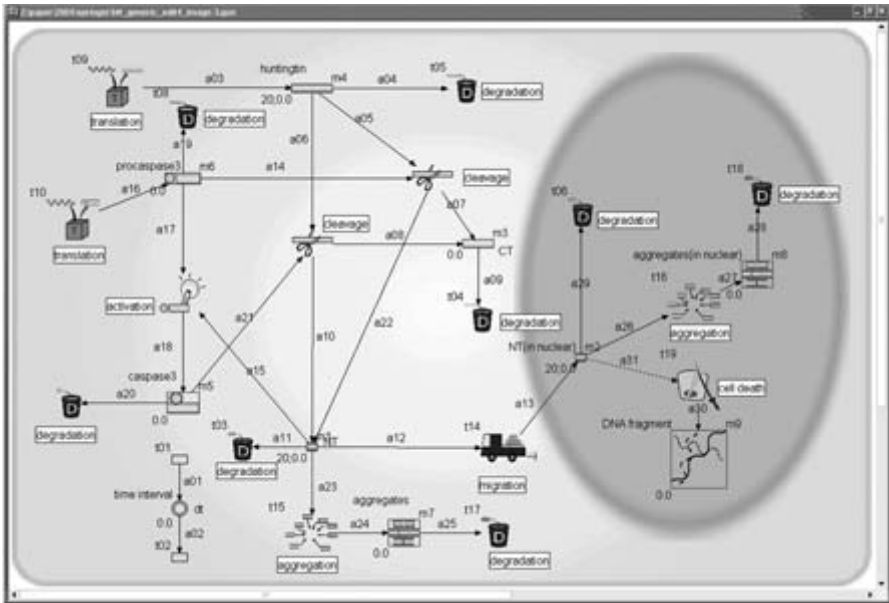 t09
a03
huntingtin
m4
a04
t05
degradation
20;0.0
translation
t08
degradation
a19
a06
a05
procaspase3
m6
a14
cleavage
0.0
t10
a16
a17
translation
cleavage
a07
a08
m3
0.0
CT
a09
t04
degradation
activation
a18
a21
a10
a22
a15
caspase3
m5
a20
degradation
0.0
t03
a11
degradation
NT
20;0.0
a12
t14
a13
migration
t01
a01
time interval
dt
0.0
a02
t02
a23
t15
aggregates
m7
a24
a25
t17
0.0
aggregation
degradation
t06
degradation
a29
t18
degradation
a28
aggregates(in nuclear)
m8
t16
a27
0.0
aggregation
a26
NT(in nuclear)
m2
20;0.0
a31
t19
cell death
a30
DNA fragment
m9
0.0